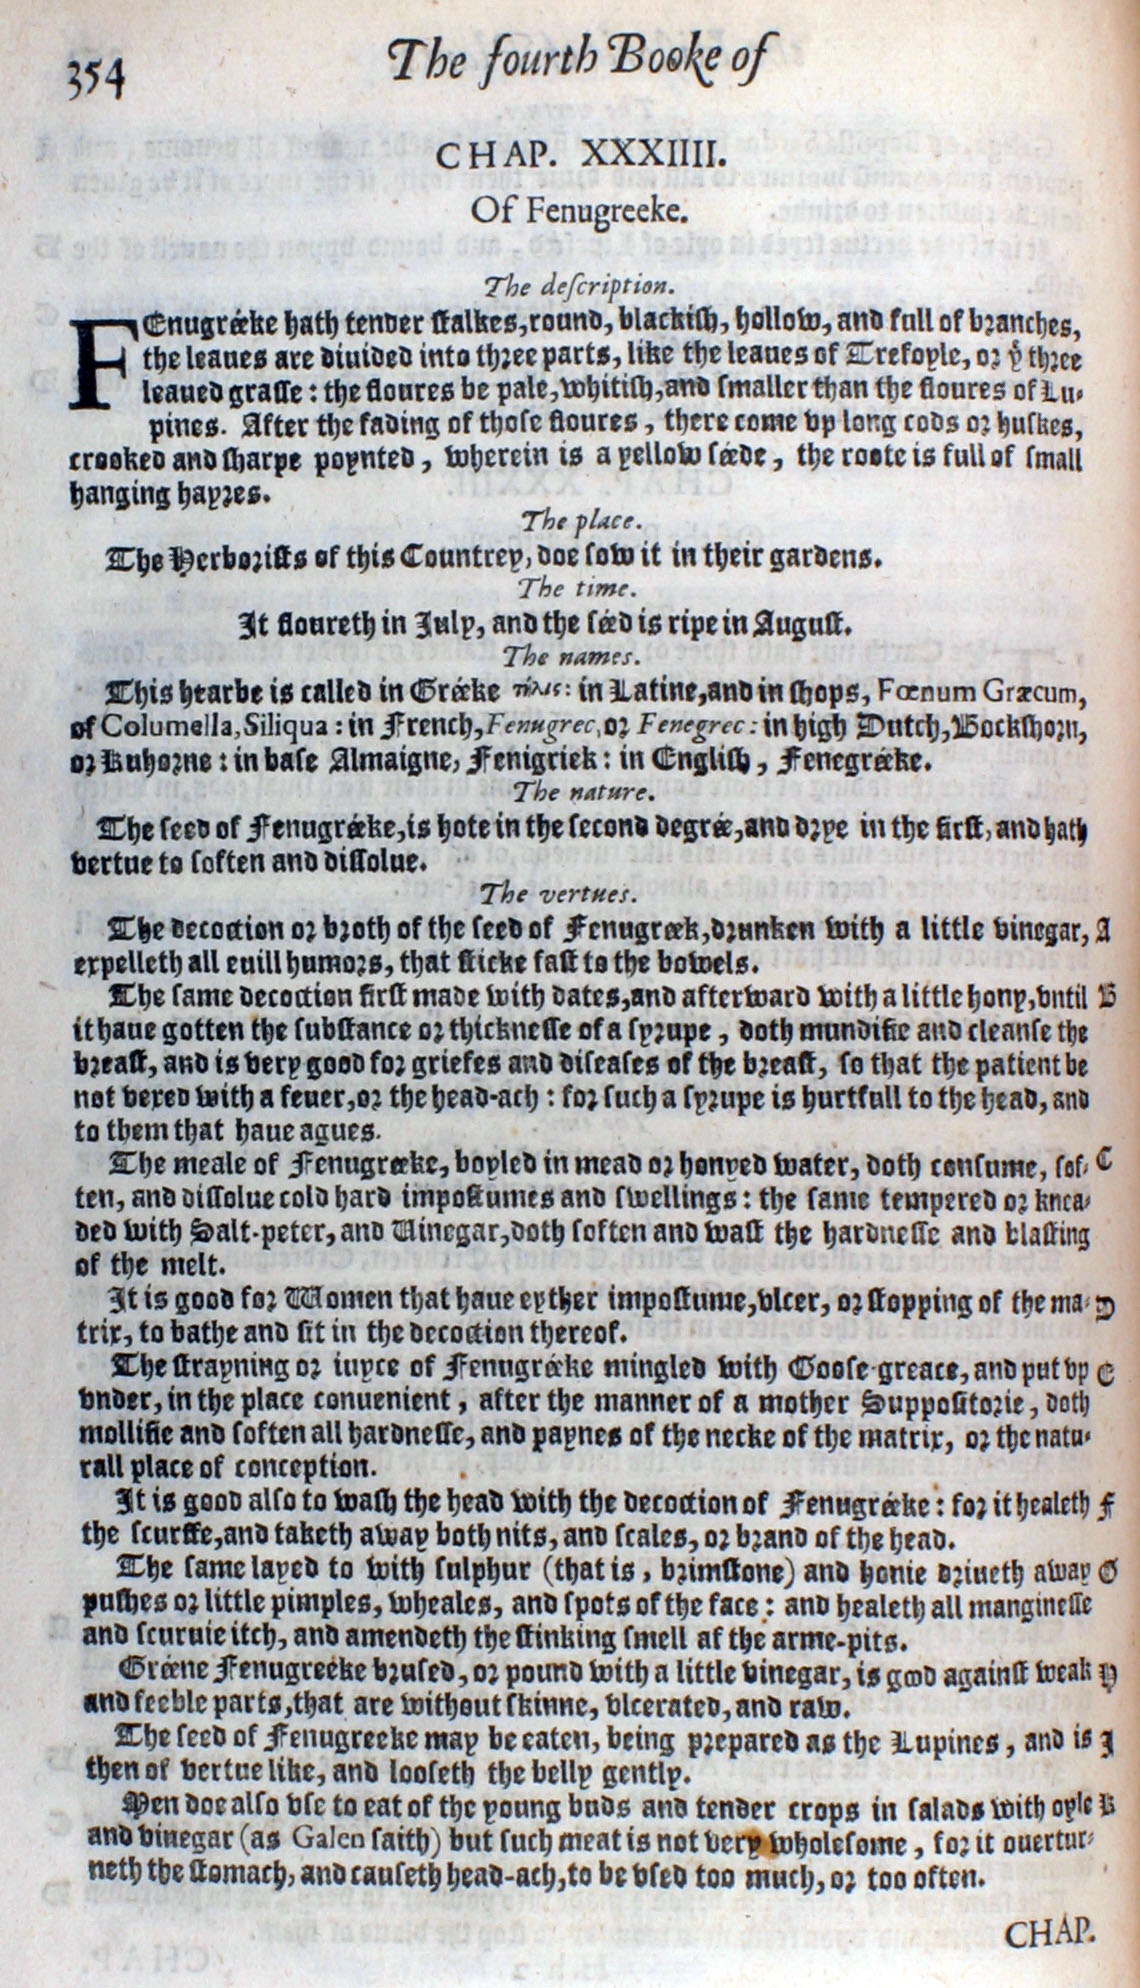 354
The fourth Booke of
CHAP. XXXIIII.
Of Fenugreeke.
The deſcription.
FEnugréeke hath tender ſtalkes, round, blackiſh, hollow, and full of branches,
the leaues are diuided into three parts, like the leaues of Trefoyle, or yͤ three
leaued graſſe : the floures be pale, whitiſh, and ſmaller than the floures of Lu-
pines. After the fading of thoſe floures, there come vp long cods or huſkes,
crooked and ſharpe poynted, wherein is a yellow ſéede, the roote is full of ſmall
hanging hayres.
The place.
The Herboriſts of this Countrey, doe ſow it in their gardens.
The time.
It floureth in July, and the ſéed is ripe in Auguſt.
The names.
This hearbe is called in Gréeke τῆλις: in Latine, and in ſhops, Fœnum Græcum,
of Columella, Siliqua : in French, Fenugrec, or Fenegrec : in high Dutch, Bockſhorn,
or Kuhorne : in baſe Almaigne, Fenigriek : in Engliſh, Fenegréeke.
The nature.
The ſeed of Fenugréeke, is hote in the ſecond degrée, and drye in the firſt, and hath
vertue to ſoften and diſſolue.
The vertues.
The decoction or broth of the ſeed of Fenugréek, drunken with a little vinegar, A
expelleth all euill humors, that ſticke faſt to the bowels.
The ſame decoction firſt made with dates, and afterward with a little hony, vntil B
it haue gotten the ſubſtance or thickneſſe of a ſyrupe, doth mundifie and cleanſe the
breaſt, and is very good for griefes and diſeaſes of the breaſt, ſo that the patient be
not vexed with a feuer, or the head-ach : for ſuch a ſyrupe is hurtfull to the head, and
to them that haue agues.
The meale of Fenugréeke, boyled in mead or honyed water, doth conſume, ſof- C
ten, and diſſolue cold hard impoſtumes and ſwellings : the ſame tempered or knea-
ded with Salt-peter, and Uinegar, doth ſoften and waſt the hardneſſe and blaſting
of the melt.
It is good for Women that haue eyther impoſtume, vlcer, or ſtopping of the ma- D
trix, to bathe and ſit in the decoction thereof.
The ſtrayning or iuyce of Fenugréeke mingled with Gooſe-greace, and put vp E
vnder, in the place conuenient, after the manner of a mother Suppoſitorie, doth
mollifie and ſoften all hardneſſe, and paynes of the necke of the matrix, or the natu-
rall place of conception.
It is good alſo to waſh the head with the decoction of Fenugréeke : for it healeth F
the ſcurffe, and taketh away both nits, and ſcales, or brand of the head.
The ſame layed to with ſulphur (that is, brimſtone) and honie driueth away G
puſhes or little pimples, wheales, and ſpots of the face : and healeth all manginneſſe
and ſcuruie itch, and amendeth the ſtinking ſmell af the arme-pits.
Gréene Fenugreeke bruſed, or pound with a little vinegar, is good againſt weak H
and feeble parts, that are without ſkinne, vlcerated, and raw.
The ſeed of Fenugreeke may be eaten, being prepared as the Lupines, and is I
then of vertue like, and looſeth the belly gently.
Men doe alſo vſe to eat of the young buds and tender crops in ſalads with oyle K
and vinegar (as Galen ſaith) but ſuch meat is not very wholeſome, for it ouertur-
neth the ſtomach, and cauſeth head-ach, to be vſed too much, or too often.
CHAP.